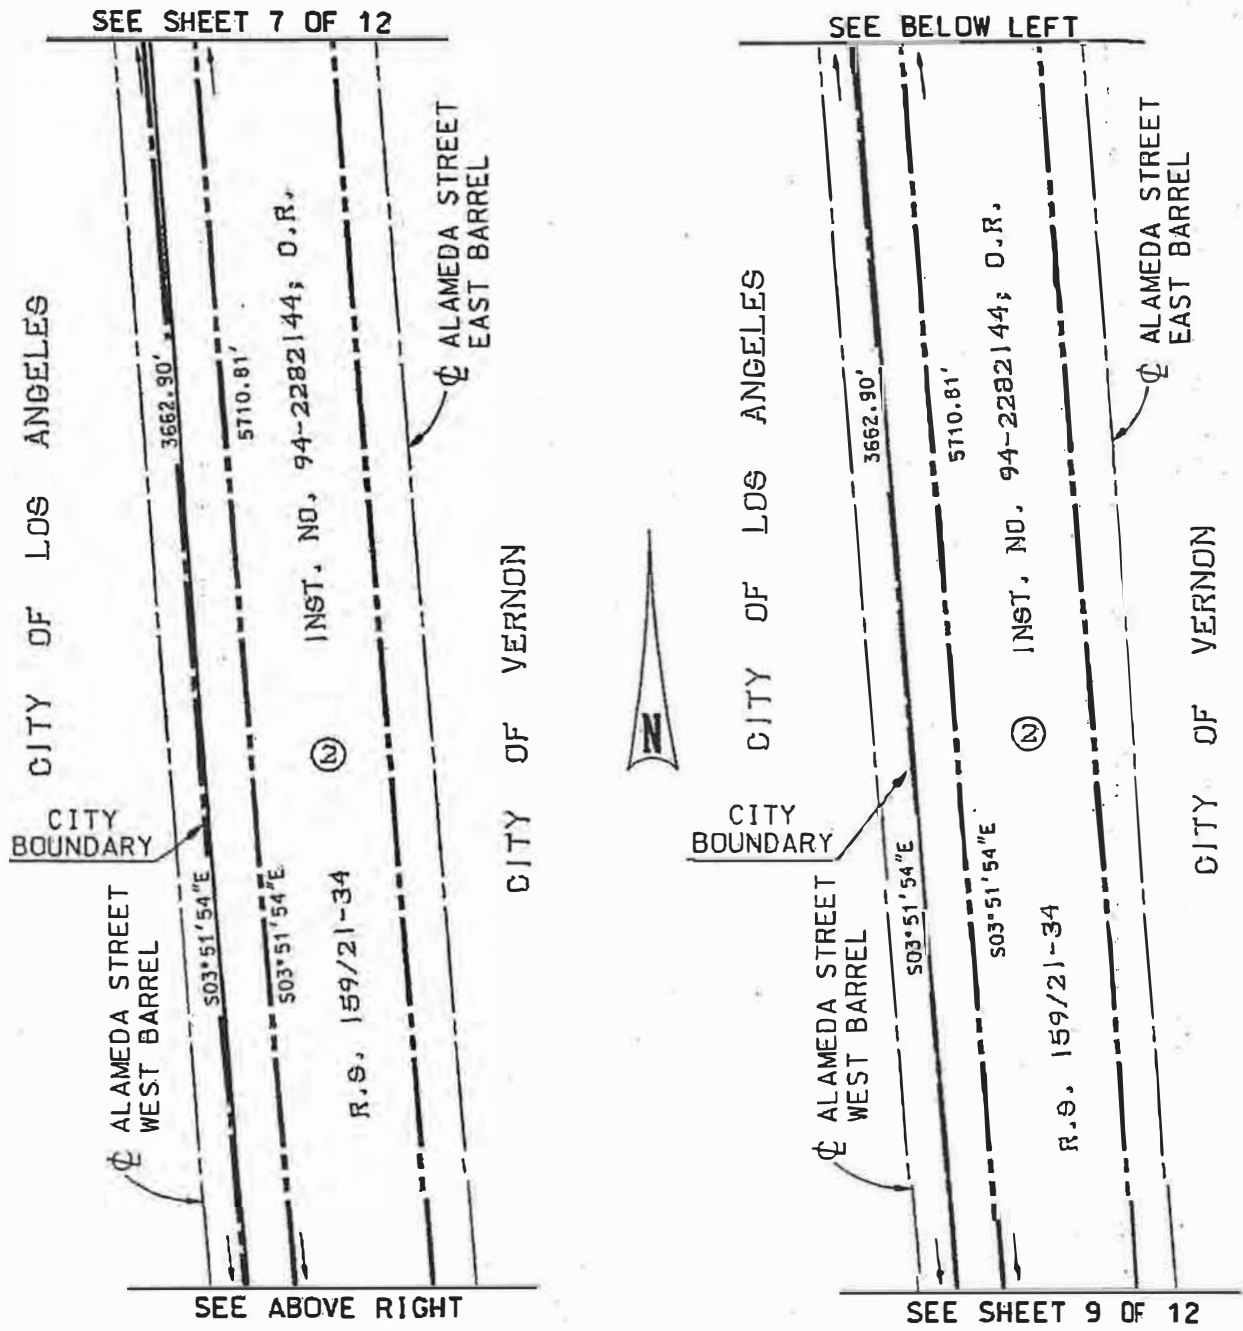 SEE SHEET 7 OF 12
CITY OF LOS ANGELES
3662.90'
5710.81'
INST. NO. 94-2282144; O.R.
℄ ALAMEDA STREET
EAST BARREL
CITY OF VERNON
2
CITY
BOUNDARY
S03°51'54"E
S03°51'54"E
R.S. 159/21-34
℄ ALAMEDA STREET
WEST BARREL
SEE ABOVE RIGHT
N
SEE BELOW LEFT
CITY OF LOS ANGELES
3662.90'
5710.81'
INST. NO. 94-2282144; O.R.
℄ ALAMEDA STREET
EAST BARREL
CITY OF VERNON
2
CITY
BOUNDARY
S03°51'54"E
S03°51'54"E
R.S. 159/21-34
℄ ALAMEDA STREET
WEST BARREL
SEE SHEET 9 OF 12